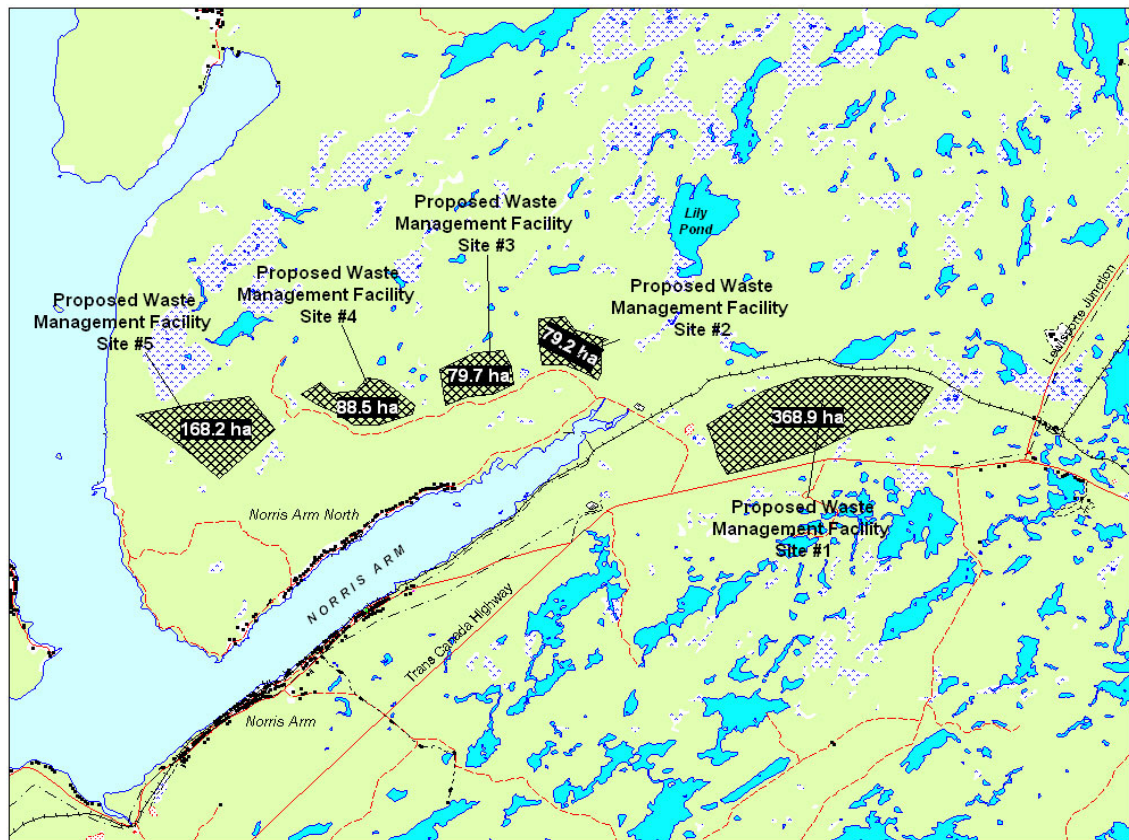 Proposed Waste
Management Facility
Site #3
Lily
Pond
Proposed Waste
Management Facility
Site #4
Proposed Waste
Management Facility
Site #2
Proposed Waste
Management Facility
Site #5
Lewisporte Junction
79.2 ha
79.7 ha
88.5 ha
168.2 ha
368.9 ha
Proposed Waste
Management Facility
Site #1
Norris Arm North
NORRIS ARM
Trans Canada Highway
Norris Arm